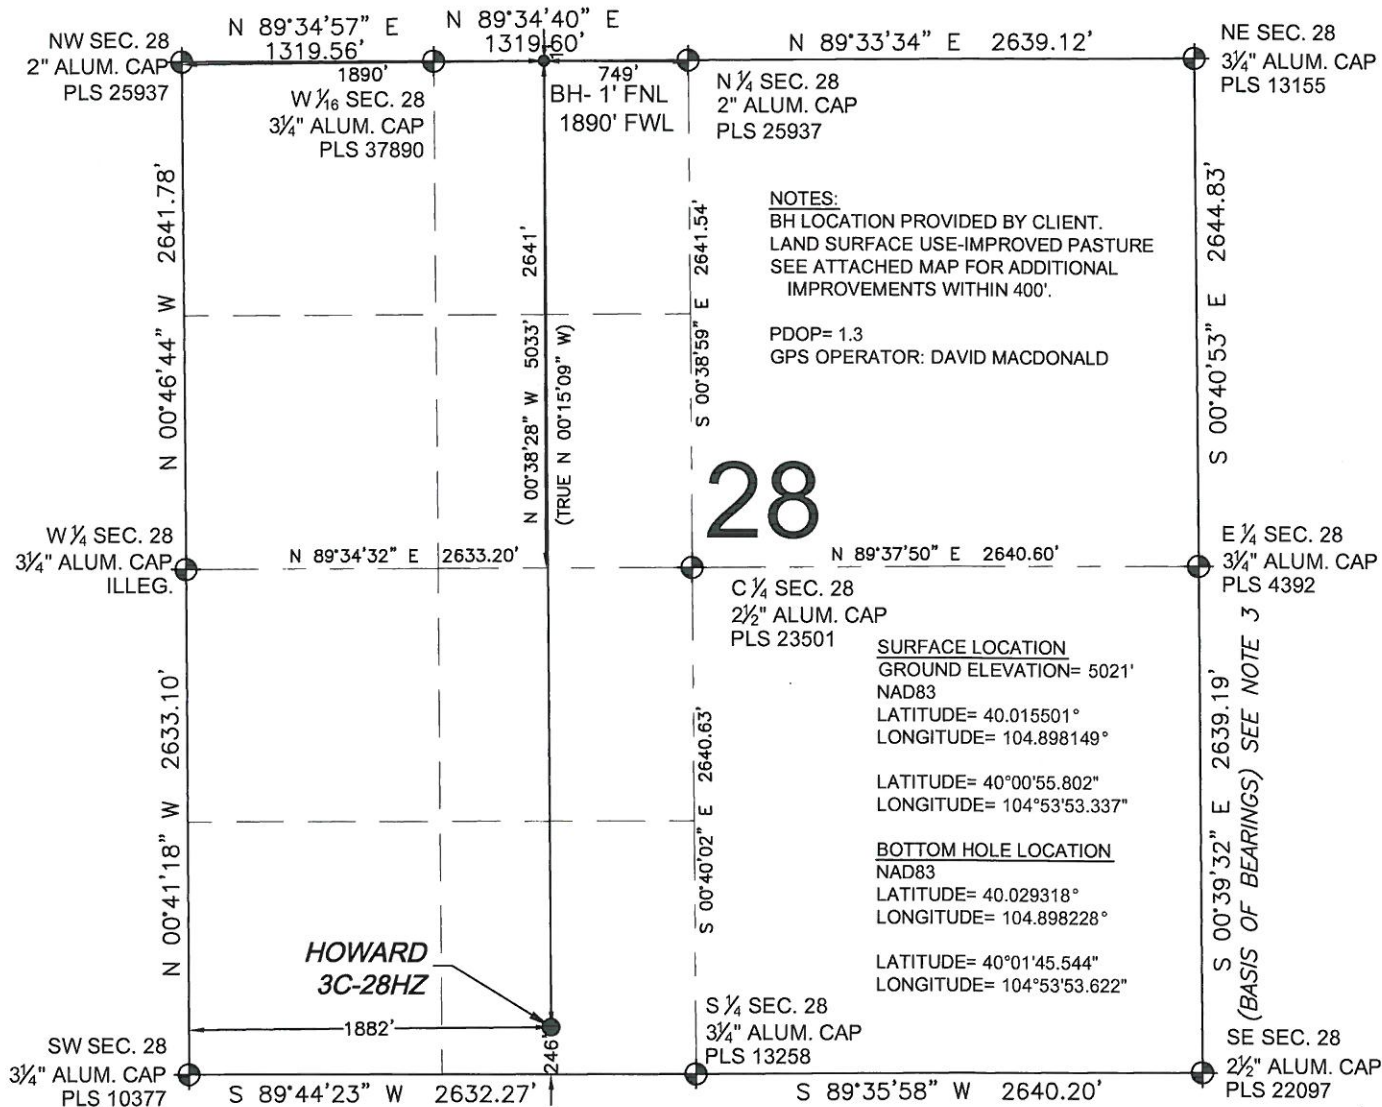 N 89°34'57" E
1319.56'
N 89°34'40" E
1319.60'
N 89°33'34" E 2639.12'
NW SEC. 28
2" ALUM. CAP
PLS 25937
NE SEC. 28
3¼" ALUM. CAP
PLS 13155
1890'
749'
W 1/16 SEC. 28
3¼" ALUM. CAP
PLS 37890
BH- 1' FNL
1890' FWL
N ¼ SEC. 28
2" ALUM. CAP
PLS 25937
NOTES:
BH LOCATION PROVIDED BY CLIENT.
LAND SURFACE USE-IMPROVED PASTURE
SEE ATTACHED MAP FOR ADDITIONAL
IMPROVEMENTS WITHIN 400'.
PDOP= 1.3
GPS OPERATOR: DAVID MACDONALD
N 00°46'44" W 2641.78'
2641'
N 00°38'28" W 5033'
(TRUE N 00°15'09" W)
S 00°38'59" E 2641.54'
S 00°40'53" E 2644.83'
28
W ¼ SEC. 28
3¼" ALUM. CAP
ILLEG.
N 89°34'32" E 2633.20'
N 89°37'50" E 2640.60'
E ¼ SEC. 28
3¼" ALUM. CAP
PLS 4392
C ¼ SEC. 28
2½" ALUM. CAP
PLS 23501
SURFACE LOCATION
GROUND ELEVATION= 5021'
NAD83
LATITUDE= 40.015501°
LONGITUDE= 104.898149°
LATITUDE= 40°00'55.802"
LONGITUDE= 104°53'53.337"
BOTTOM HOLE LOCATION
NAD83
LATITUDE= 40.029318°
LONGITUDE= 104.898228°
LATITUDE= 40°01'45.544"
LONGITUDE= 104°53'53.622"
N 00°41'18" W 2633.10'
S 00°40'02" E 2640.63'
S 00°39'32" E 2639.19'
(BASIS OF BEARINGS) SEE NOTE 3
HOWARD
3C-28HZ
1882'
246'
SW SEC. 28
3¼" ALUM. CAP
PLS 10377
S ¼ SEC. 28
3¼" ALUM. CAP
PLS 13258
SE SEC. 28
2½" ALUM. CAP
PLS 22097
S 89°44'23" W 2632.27'
S 89°35'58" W 2640.20'